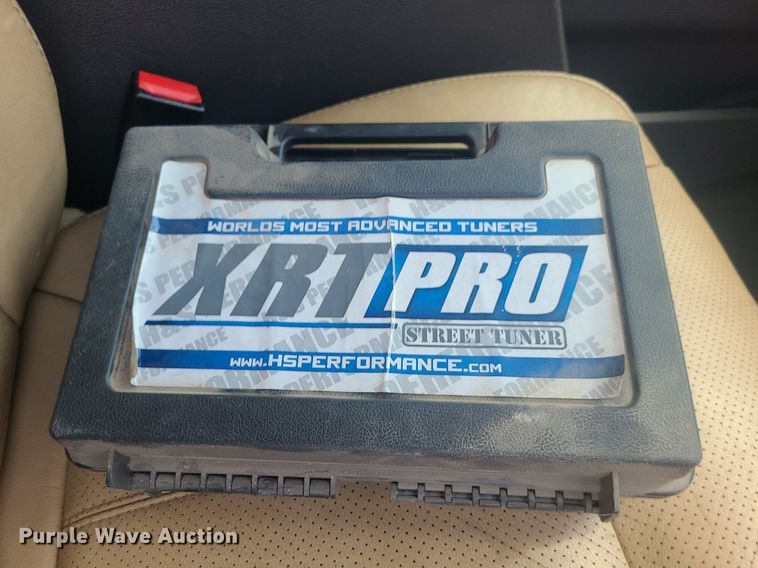 WORLDS MOST ADVANCED TUNERS
XRT PRO
STREET TUNER
www.HSPERFORMANCE.com
Purple Wave Auction